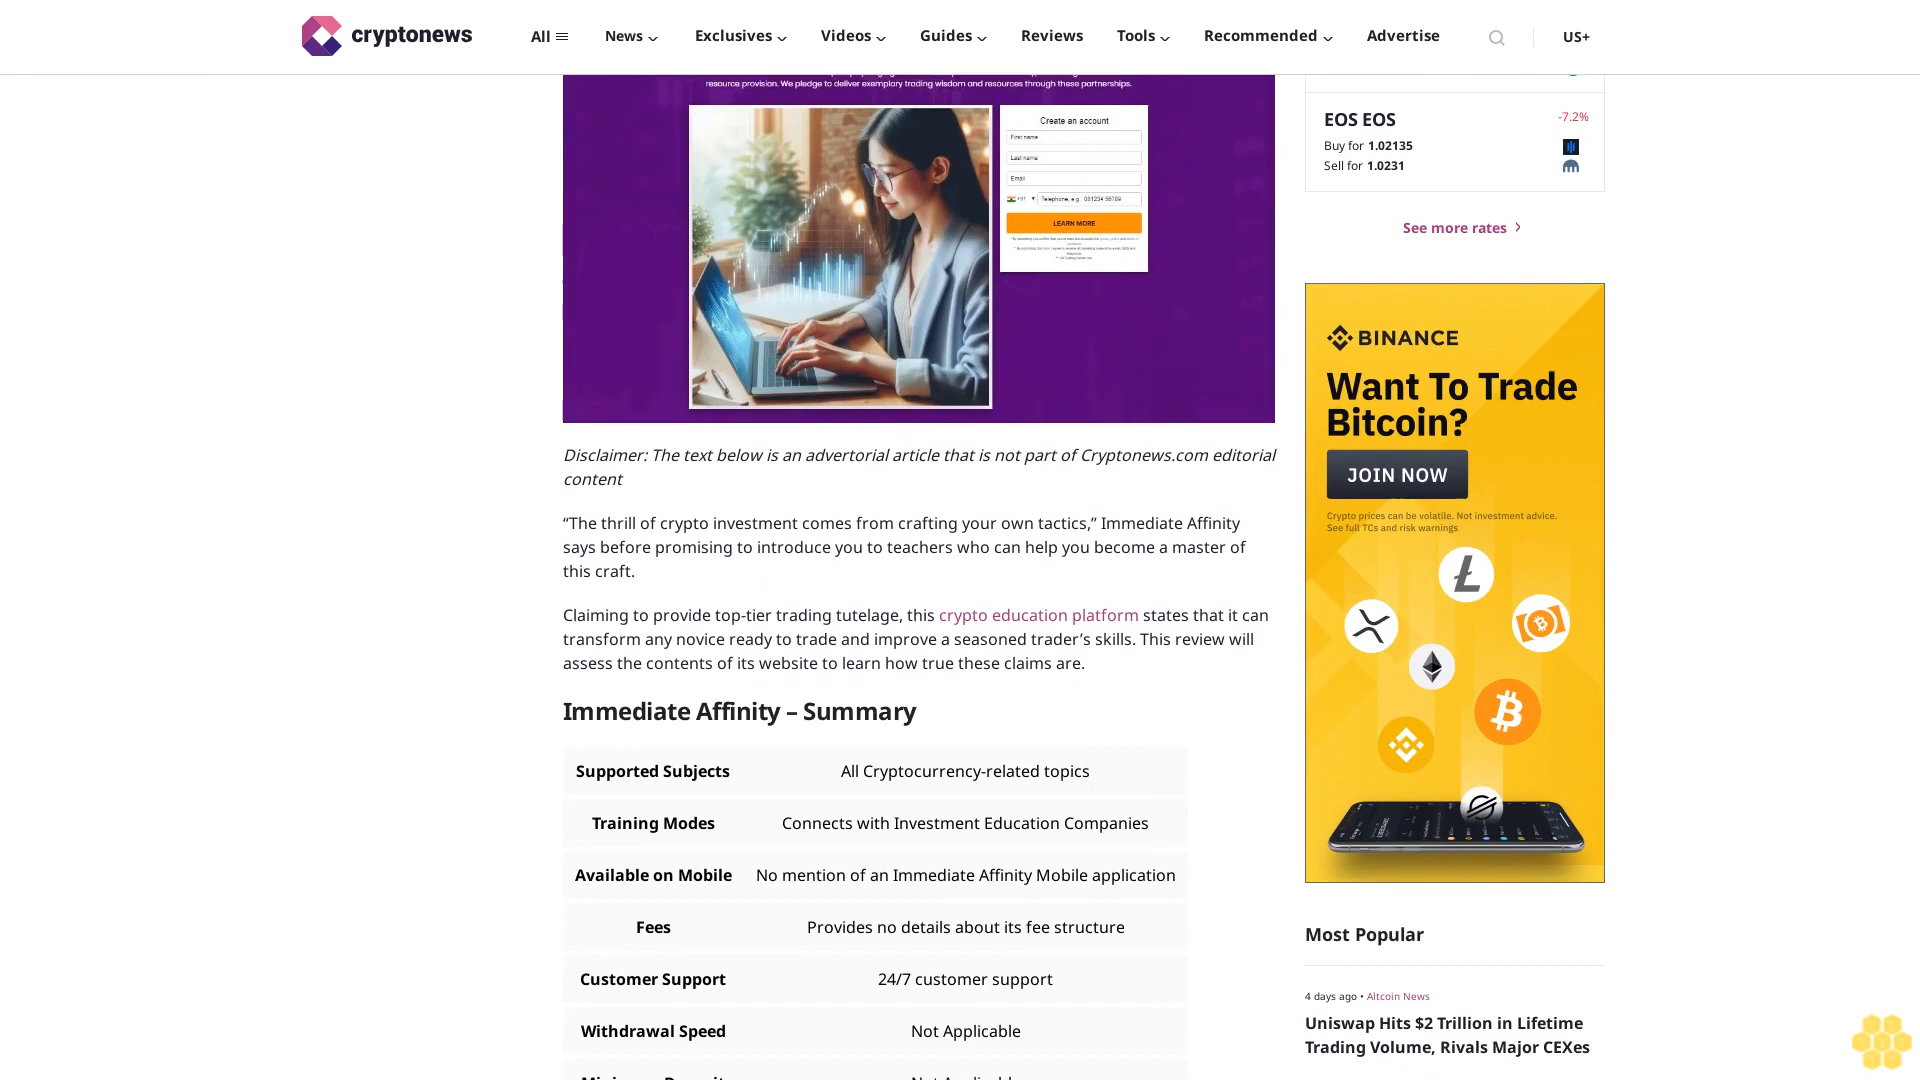 cryptonews
All
News
Exclusives
Videos
Guides
Reviews
Tools
Recommended
Advertise
US+
resource provision. We pledge to deliver exemplary trading wisdom and resources through these partnerships.
Create an account
First name
Last name
Email
+91
Telephone, e.g. 081234 56789
LEARN MORE
Disclaimer: The text below is an advertorial article that is not part of Cryptonews.com editorial
content
“The thrill of crypto investment comes from crafting your own tactics,” Immediate Affinity
says before promising to introduce you to teachers who can help you become a master of
this craft.
Claiming to provide top-tier trading tutelage, this crypto education platform states that it can
transform any novice ready to trade and improve a seasoned trader’s skills. This review will
assess the contents of its website to learn how true these claims are.
Immediate Affinity – Summary
Supported Subjects All Cryptocurrency-related topics
Training Modes Connects with Investment Education Companies
Available on Mobile No mention of an Immediate Affinity Mobile application
Fees Provides no details about its fee structure
Customer Support 24/7 customer support
Withdrawal Speed Not Applicable
EOS EOS -7.2%
Buy for 1.02135
Sell for 1.0231
See more rates
BINANCE
Want To Trade
Bitcoin?
JOIN NOW
Crypto prices can be volatile. Not investment advice.
See full TCs and risk warnings
Most Popular
4 days ago • Altcoin News
Uniswap Hits $2 Trillion in Lifetime
Trading Volume, Rivals Major CEXes